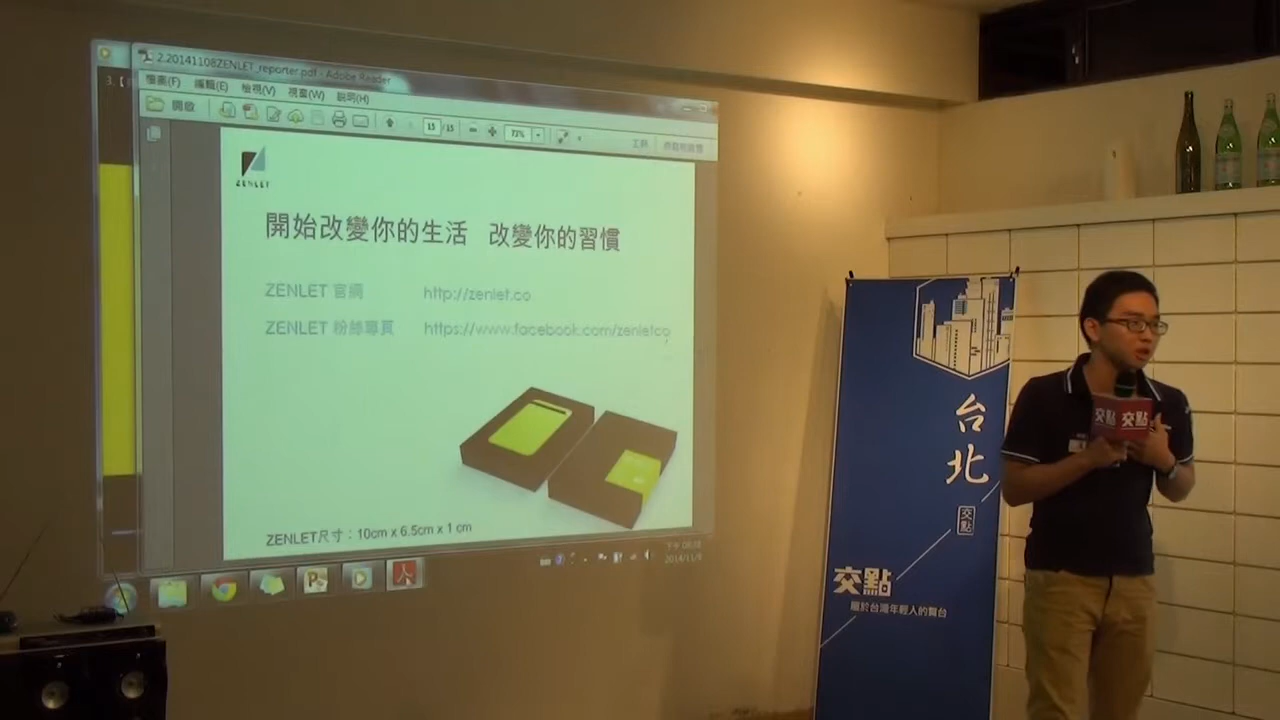 2.20141108ZENLET_reporter.pdf - Adobe Reader
檔案(F) 編輯(E) 檢視(V) 視窗(W) 說明(H)
開啟
15 / 15
73%
工具
ZENLET
開始改變你的生活 改變你的習慣
ZENLET 官網 http://zenlet.co
ZENLET 粉絲專頁 https://www.facebook.com/zenletco
ZENLET尺寸：10cm x 6.5cm x 1 cm
2014/11/8
台北
交點
交點
屬於台灣年輕人的舞台
交點 交點